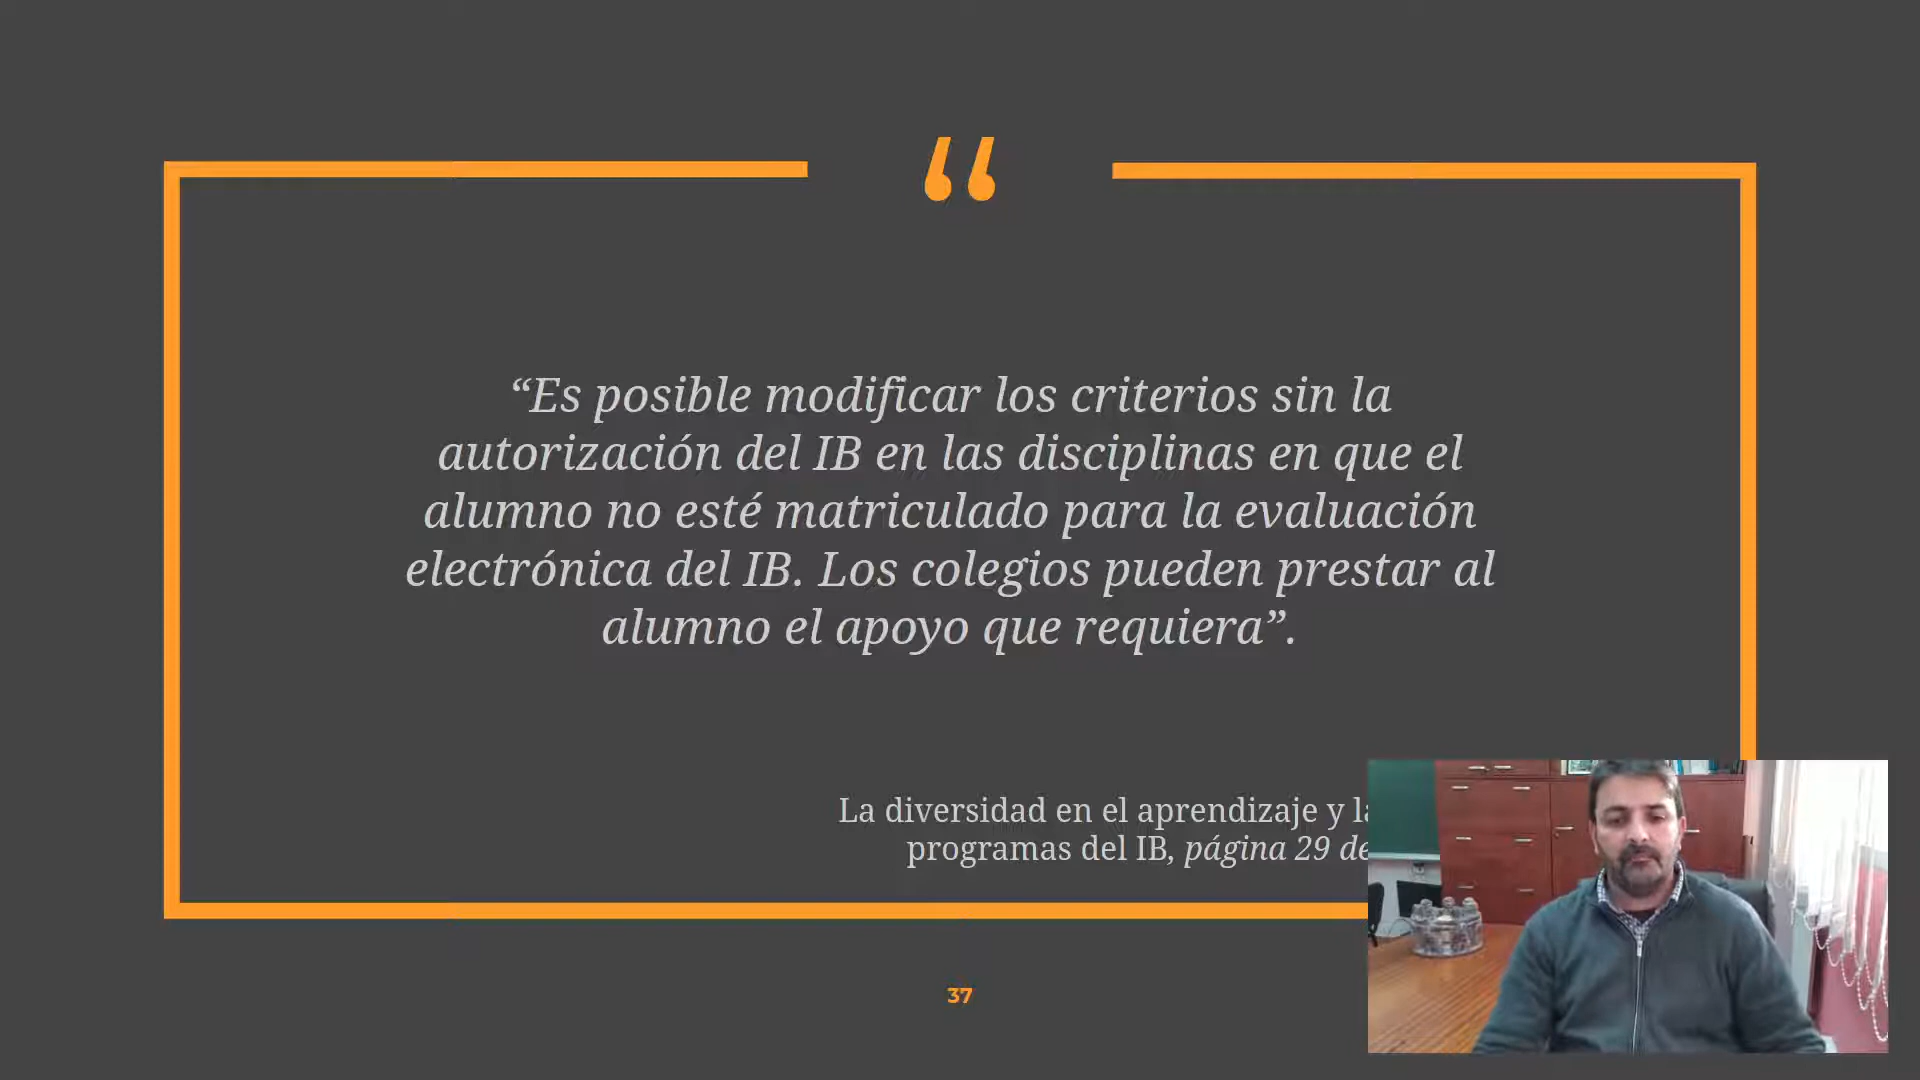 “
“Es posible modificar los criterios sin la
autorización del IB en las disciplinas en que el
alumno no esté matriculado para la evaluación
electrónica del IB. Los colegios pueden prestar al
alumno el apoyo que requiera”.
La diversidad en el aprendizaje y la
programas del IB, página 29 de
37